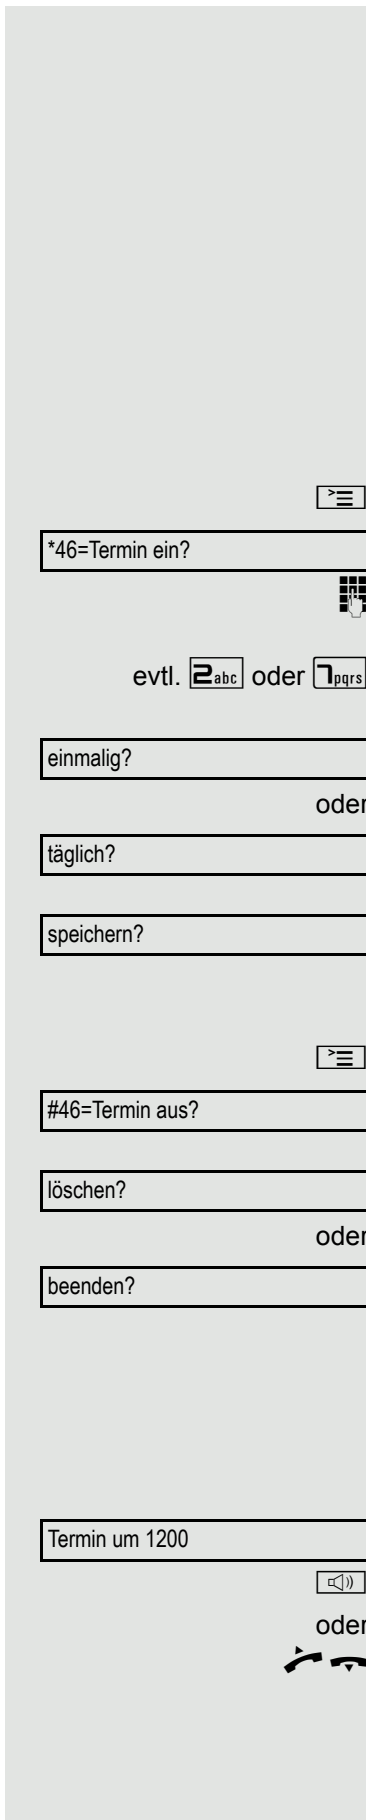 *46=Termin ein?
evtl. 2abc oder 7pqrs
einmalig?
oder
täglich?
speichern?
#46=Termin aus?
löschen?
oder
beenden?
Termin um 1200
oder